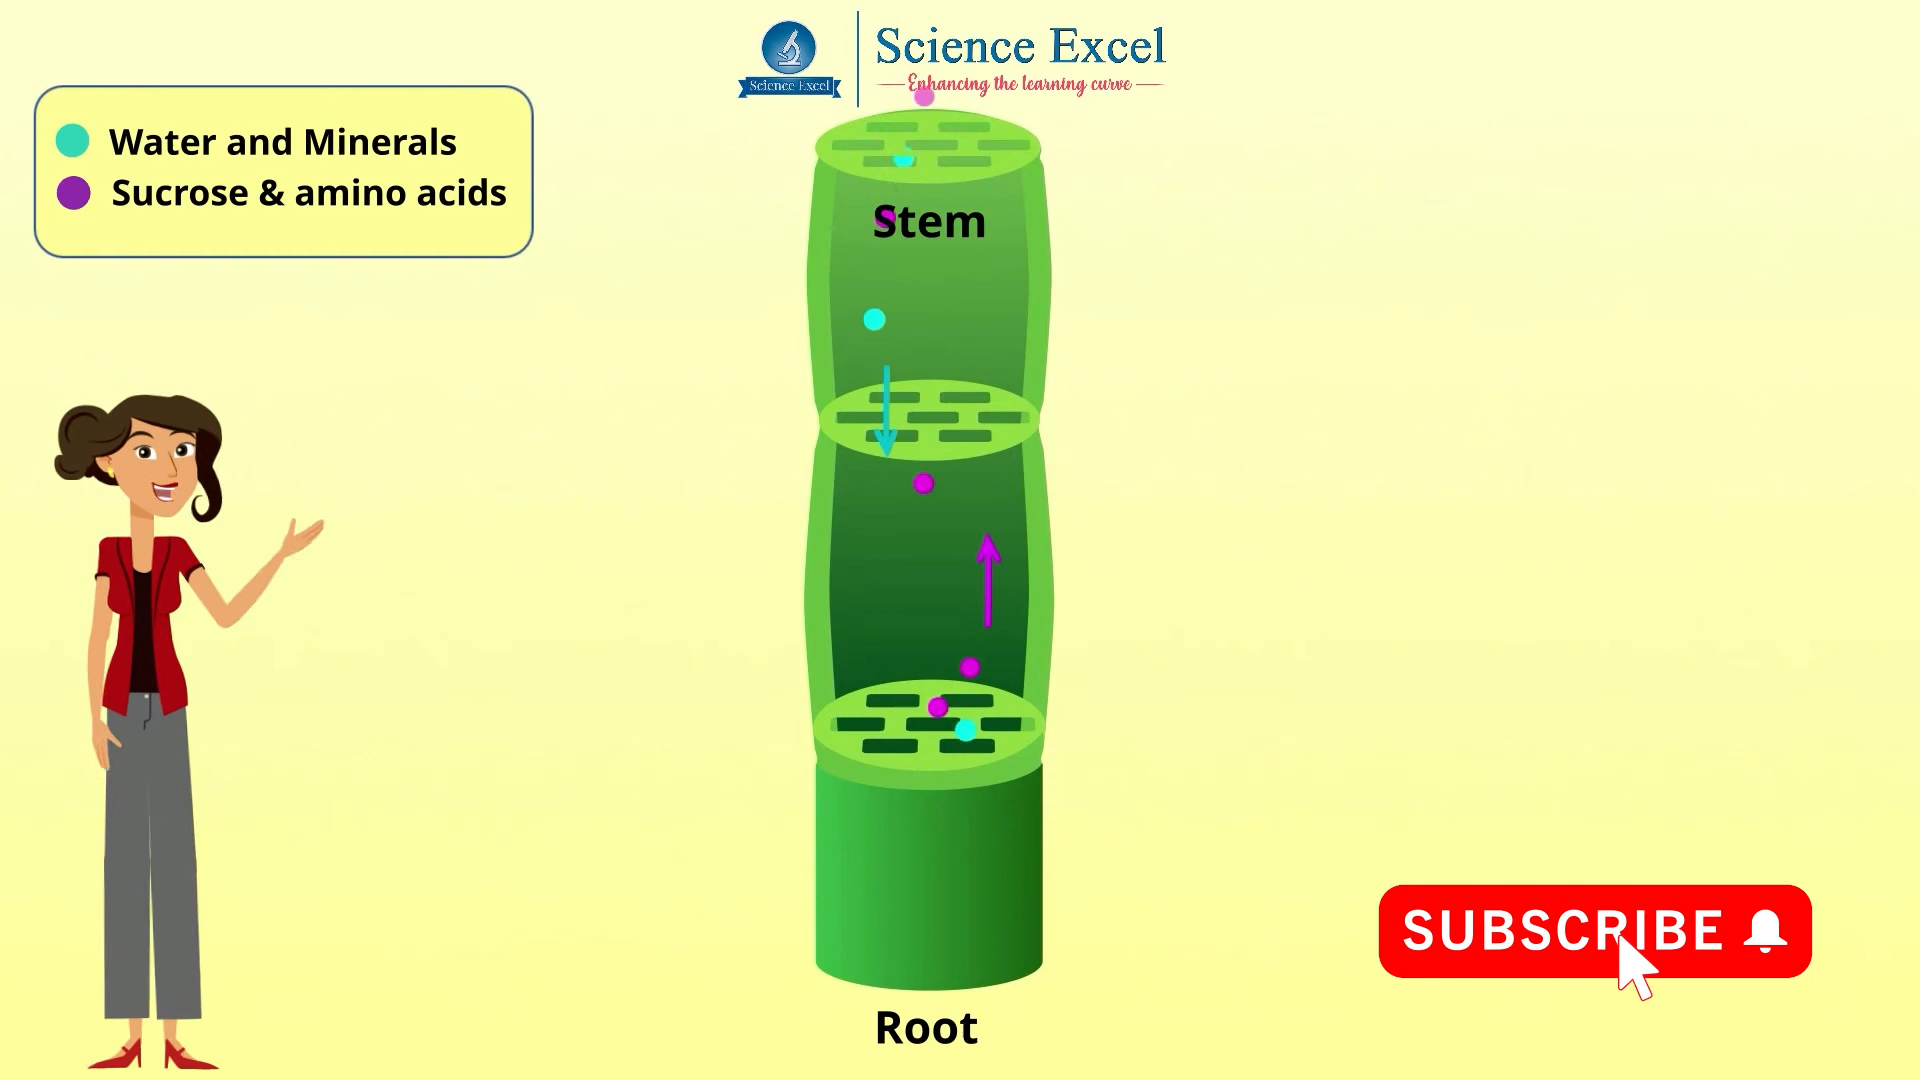 Science Excel
Science Excel
Enhancing the learning curve
Water and Minerals
Sucrose & amino acids
Stem
SUBSCRIBE
Root